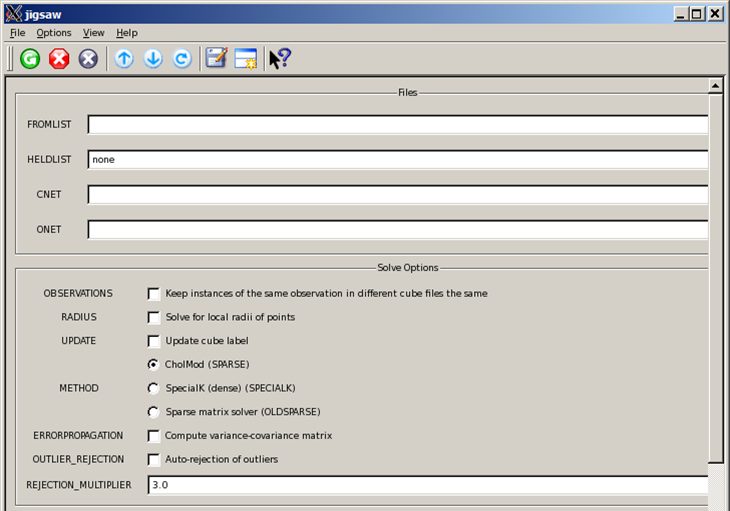 jigsaw
File Options View Help
Files
FROMLIST
HELDLIST none
CNET
ONET
Solve Options
OBSERVATIONS Keep instances of the same observation in different cube files the same
RADIUS Solve for local radii of points
UPDATE Update cube label
CholMod (SPARSE)
METHOD SpecialK (dense) (SPECIALK)
Sparse matrix solver (OLDSPARSE)
ERRORPROPAGATION Compute variance-covariance matrix
OUTLIER_REJECTION Auto-rejection of outliers
REJECTION_MULTIPLIER 3.0